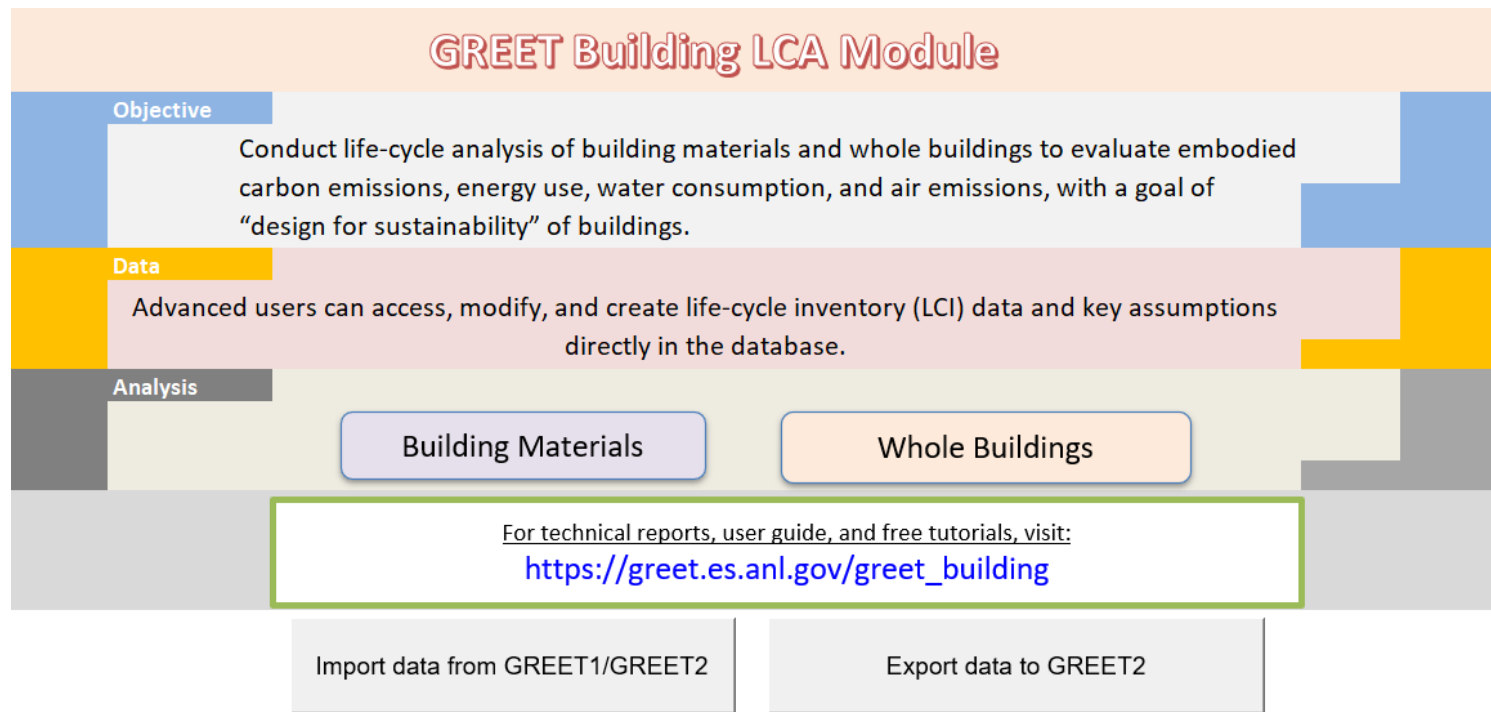 GREET Building LCA Module
Objective
Conduct life-cycle analysis of building materials and whole buildings to evaluate embodied
carbon emissions, energy use, water consumption, and air emissions, with a goal of
“design for sustainability” of buildings.
Data
Advanced users can access, modify, and create life-cycle inventory (LCI) data and key assumptions
directly in the database.
Analysis
Building Materials
Whole Buildings
For technical reports, user guide, and free tutorials, visit:
https://greet.es.anl.gov/greet_building
Import data from GREET1/GREET2
Export data to GREET2